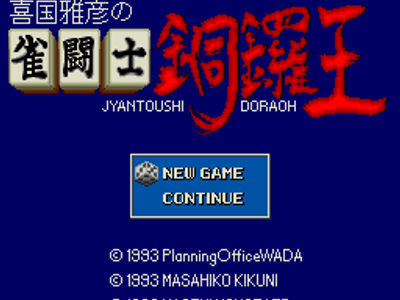 喜国雅彦の
雀闘士 銅鑼王
JYANTOUSHI DORAOH
NEW GAME
CONTINUE
© 1993 PlanningOfficeWADA
© 1993 MASAHIKO KIKUNI